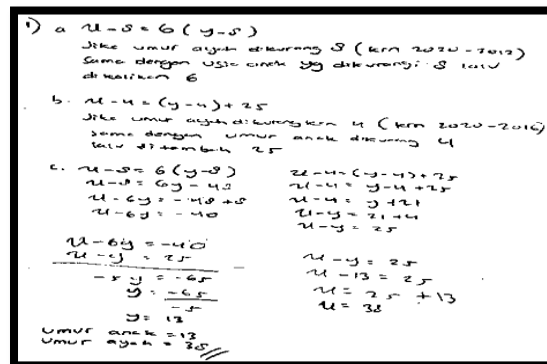 1) a. x - 8 = 6 (y - 8)
Jika umur ayah dikurang 8 (krn 2020 - 2012)
sama dengan usia anak yg dikurangi 8 lalu
dikalikan 6
b. x - 4 = (y - 4) + 25
Jika umur ayah dikurang krn 4 (krn 2020 - 2016)
sama dengan umur anak dikurang 4
lalu ditambah 25
c. x - 8 = 6 (y - 8)
x - 8 = 6y - 48
x - 6y = -48 + 8
x - 6y = -40
x - 4 = (y - 4) + 25
x - 4 = y - 4 + 25
x - 4 = y + 21
x - y = 21 + 4
x - y = 25
x - 6y = -40
x - y = 25
-5y = -65
y = -65
-5
y = 13
x - y = 25
x - 13 = 25
x = 25 + 13
x = 38
umur anak = 13
umur ayah = 38